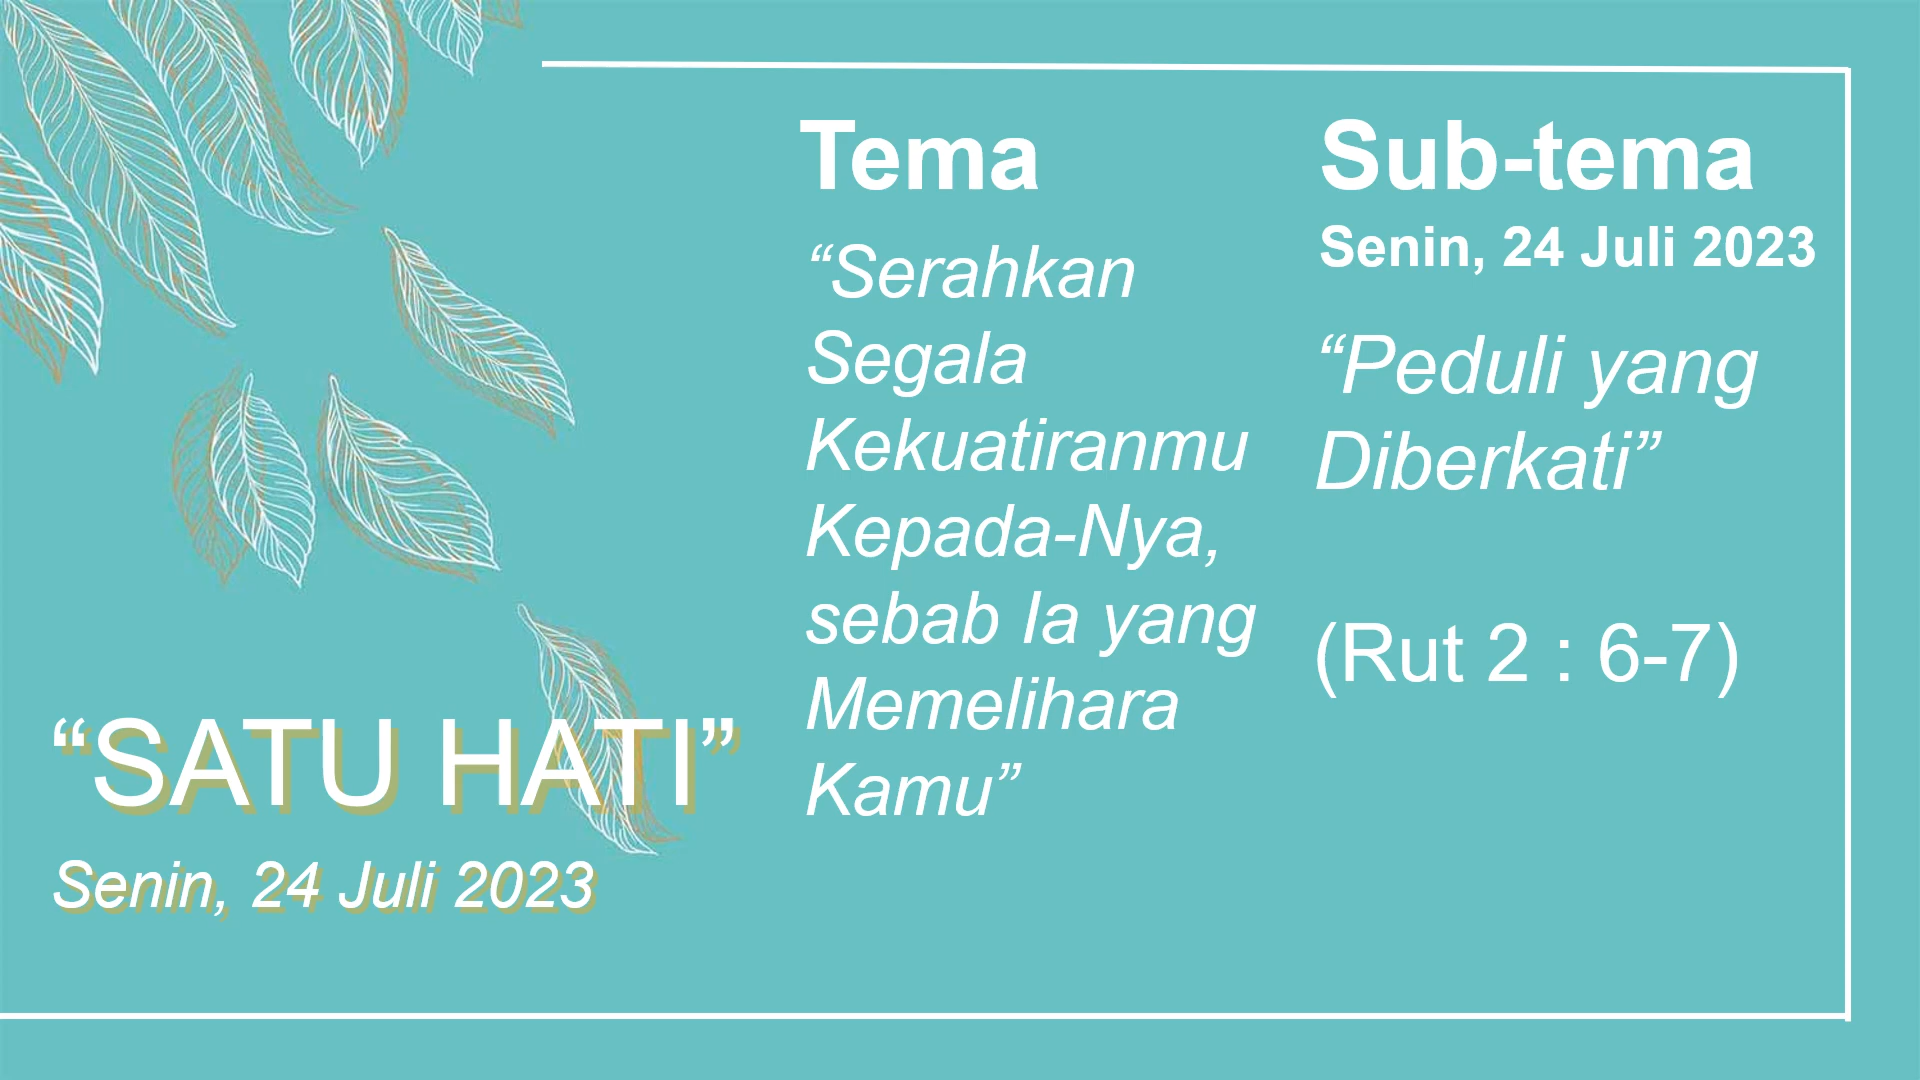 “SATU HATI”
Senin, 24 Juli 2023
Tema
“Serahkan
Segala
Kekuatiranmu
Kepada-Nya,
sebab Ia yang
Memelihara
Kamu”
Sub-tema
Senin, 24 Juli 2023
“Peduli yang
Diberkati”
(Rut 2 : 6-7)